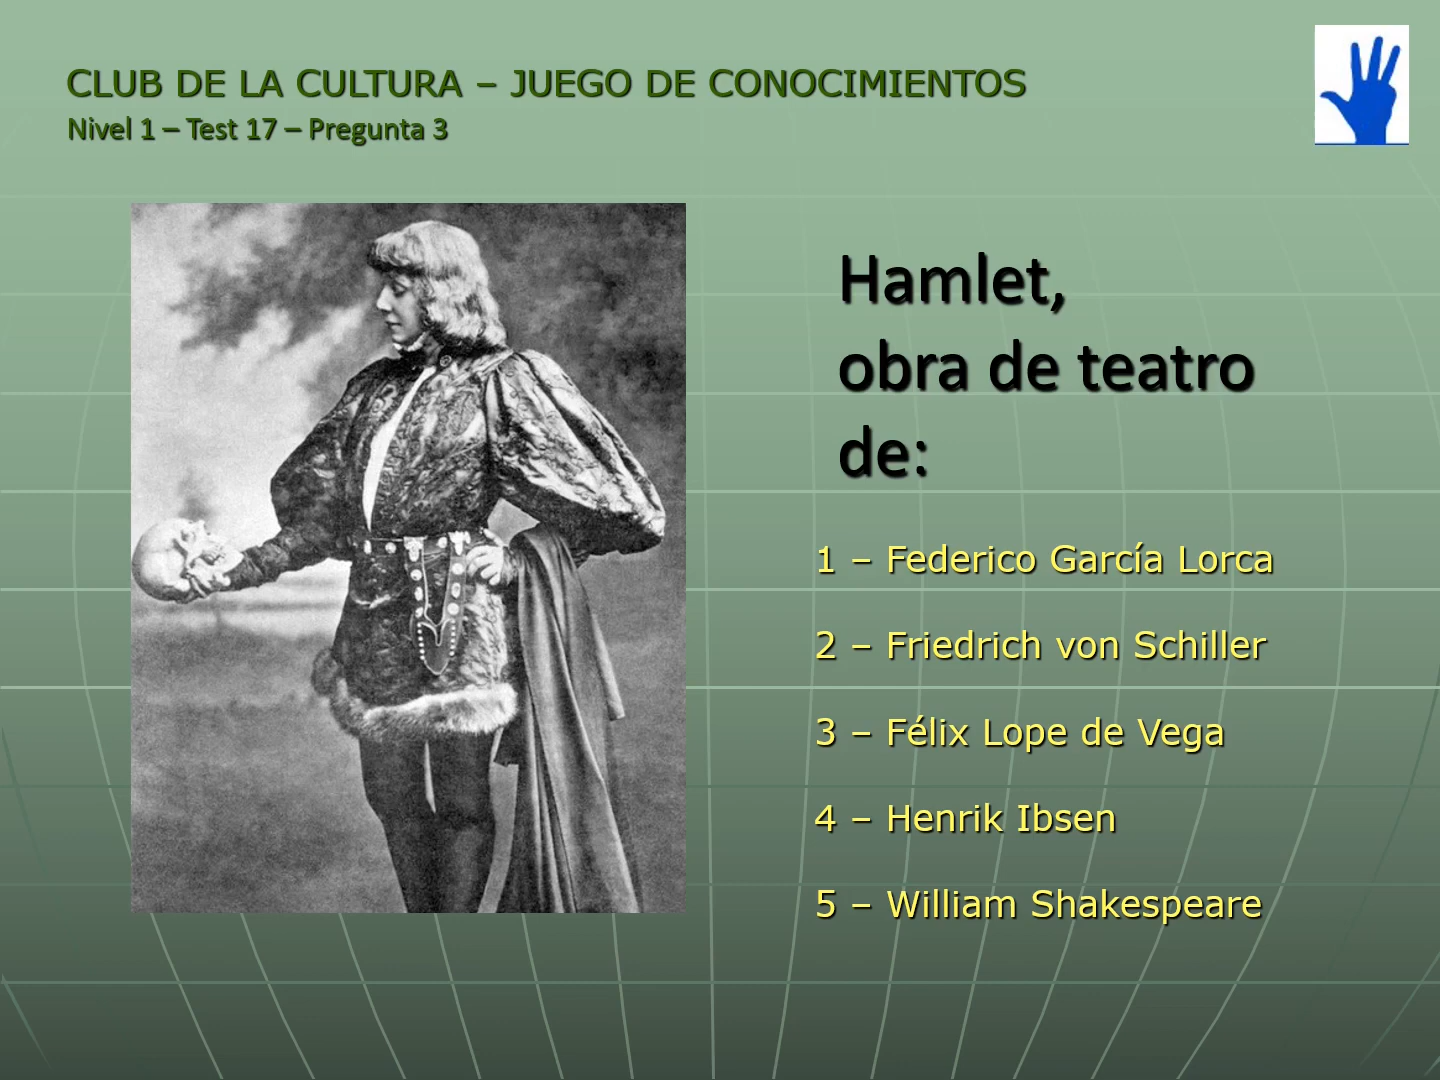 CLUB DE LA CULTURA – JUEGO DE CONOCIMIENTOS
Nivel 1 – Test 17 – Pregunta 3
Hamlet,
obra de teatro
de:
1 – Federico García Lorca
2 – Friedrich von Schiller
3 – Félix Lope de Vega
4 – Henrik Ibsen
5 – William Shakespeare